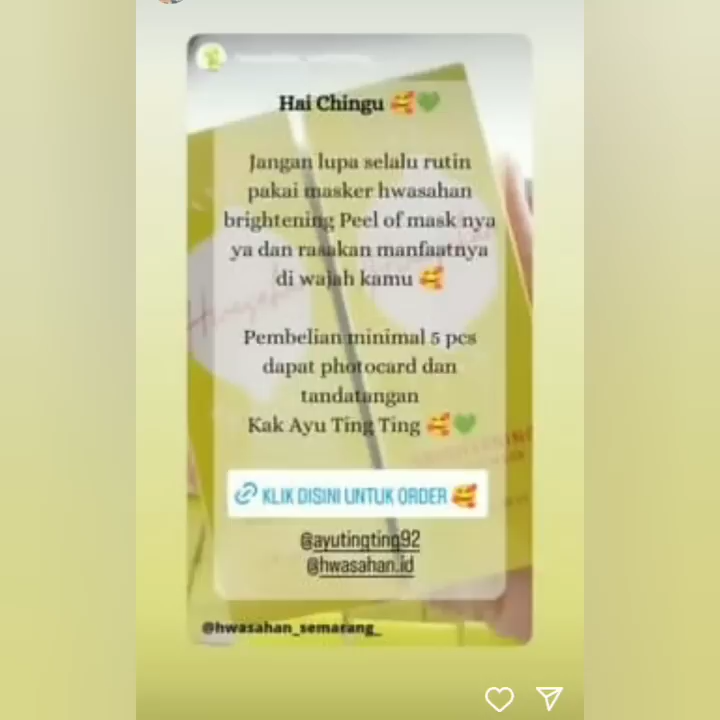 Hai Chingu 🥰💚
Jangan lupa selalu rutin
pakai masker hwasahan
brightening Peel of mask nya
ya dan rasakan manfaatnya
di wajah kamu 🥰
Pembelian minimal 5 pcs
dapat photocard dan
tandatangan
Kak Ayu Ting Ting 🥰💚
KLIK DISINI UNTUK ORDER 🥰
@ayutingting92
@hwasahan.id
@hwasahan_semarang_